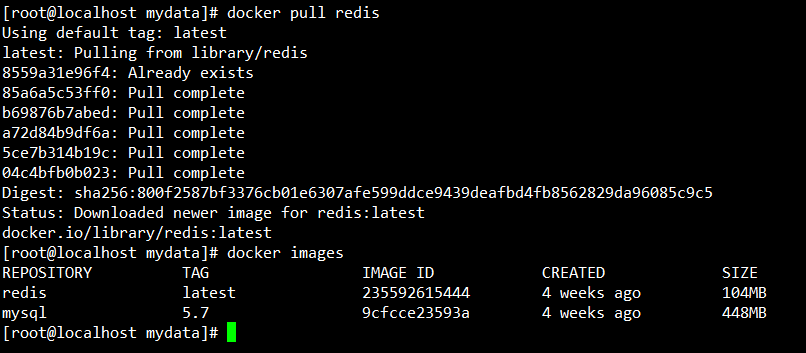 [root@localhost mydata]# docker pull redis
Using default tag: latest
latest: Pulling from library/redis
8559a31e96f4: Already exists
85a6a5c53ff0: Pull complete
b69876b7abed: Pull complete
a72d84b9df6a: Pull complete
5ce7b314b19c: Pull complete
04c4bfb0b023: Pull complete
Digest: sha256:800f2587bf3376cb01e6307afe599ddce9439deafbd4fb8562829da96085c9c5
Status: Downloaded newer image for redis:latest
docker.io/library/redis:latest
[root@localhost mydata]# docker images
REPOSITORY TAG IMAGE ID CREATED SIZE
redis latest 235592615444 4 weeks ago 104MB
mysql 5.7 9cfcce23593a 4 weeks ago 448MB
[root@localhost mydata]#